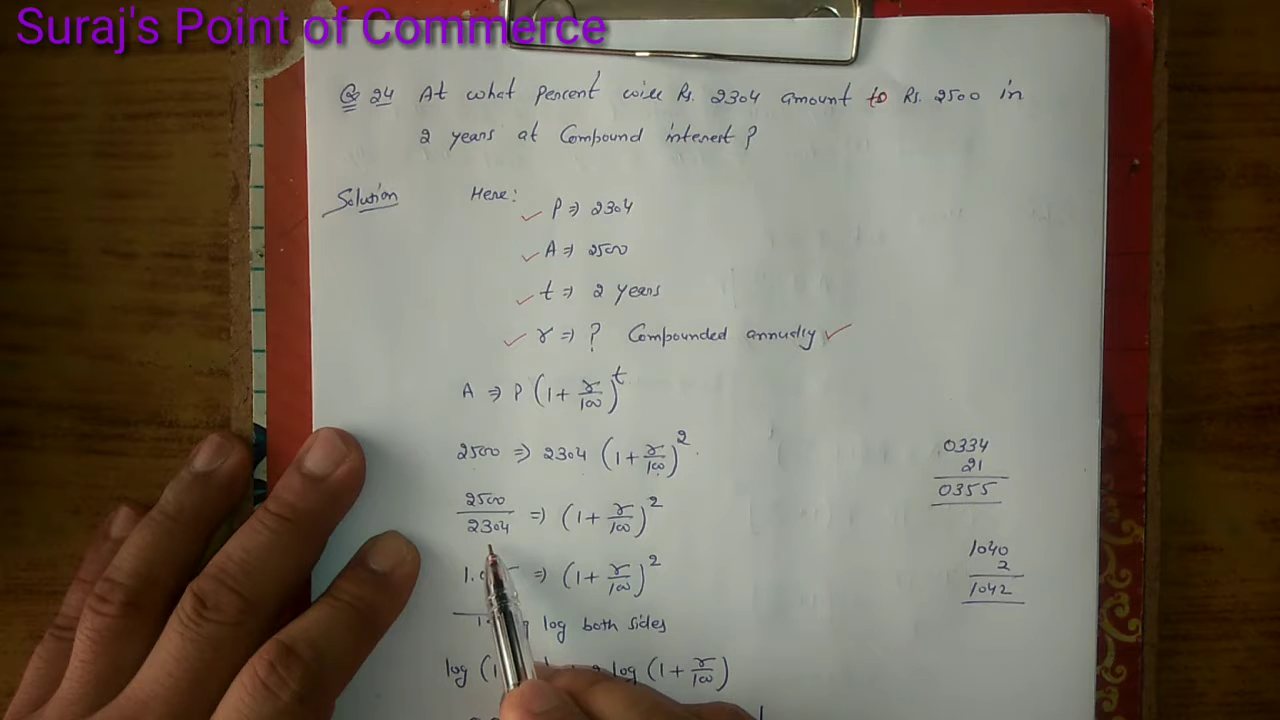 Suraj's Point of Commerce
Q 24 At what percent will Rs. 2304 amount to Rs. 2500 in
2 years at Compound interest?
Solution Here:
P ⇒ 2304
A ⇒ 2500
t ⇒ 2 years
r ⇒ ? Compounded annually
A ⇒ P (1 + r/100)^t
2500 ⇒ 2304 (1 + r/100)^2
2500/2304 ⇒ (1 + r/100)^2
⇒ (1 + r/100)^2
log both sides
log (1 log (1 + r/100)
.0334
21
.0355
1040
2
1042